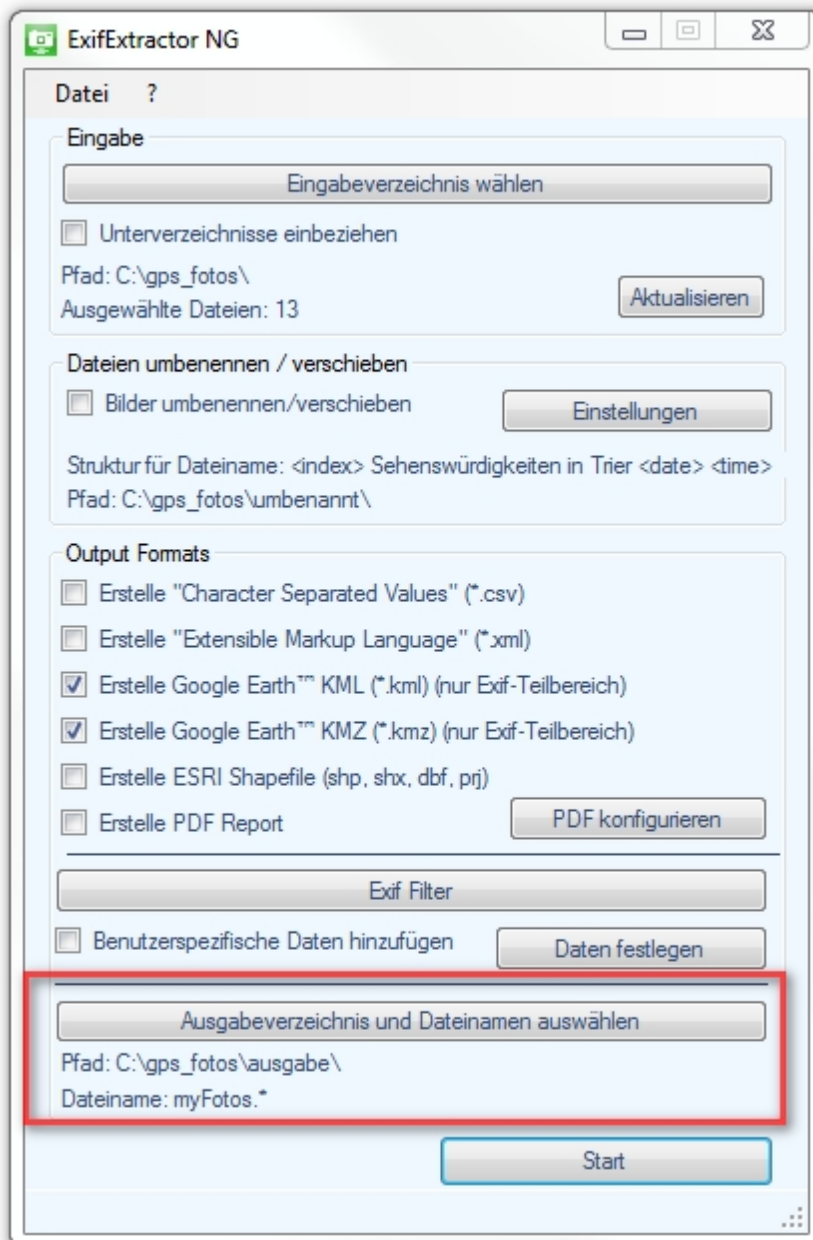 ExifExtractor NG
Datei ?
Eingabe
Eingabeverzeichnis wählen
Unterverzeichnisse einbeziehen
Pfad: C:\gps_fotos\
Ausgewählte Dateien: 13
Aktualisieren
Dateien umbenennen / verschieben
Bilder umbenennen/verschieben
Einstellungen
Struktur für Dateiname: <index> Sehenswürdigkeiten in Trier <date> <time>
Pfad: C:\gps_fotos\umbenannt\
Output Formats
Erstelle "Character Separated Values" (*.csv)
Erstelle "Extensible Markup Language" (*.xml)
Erstelle Google Earth™ KML (*.kml) (nur Exif-Teilbereich)
Erstelle Google Earth™ KMZ (*.kmz) (nur Exif-Teilbereich)
Erstelle ESRI Shapefile (shp, shx, dbf, prj)
Erstelle PDF Report
PDF konfigurieren
Exif Filter
Benutzerspezifische Daten hinzufügen
Daten festlegen
Ausgabeverzeichnis und Dateinamen auswählen
Pfad: C:\gps_fotos\ausgabe\
Dateiname: myFotos.*
Start